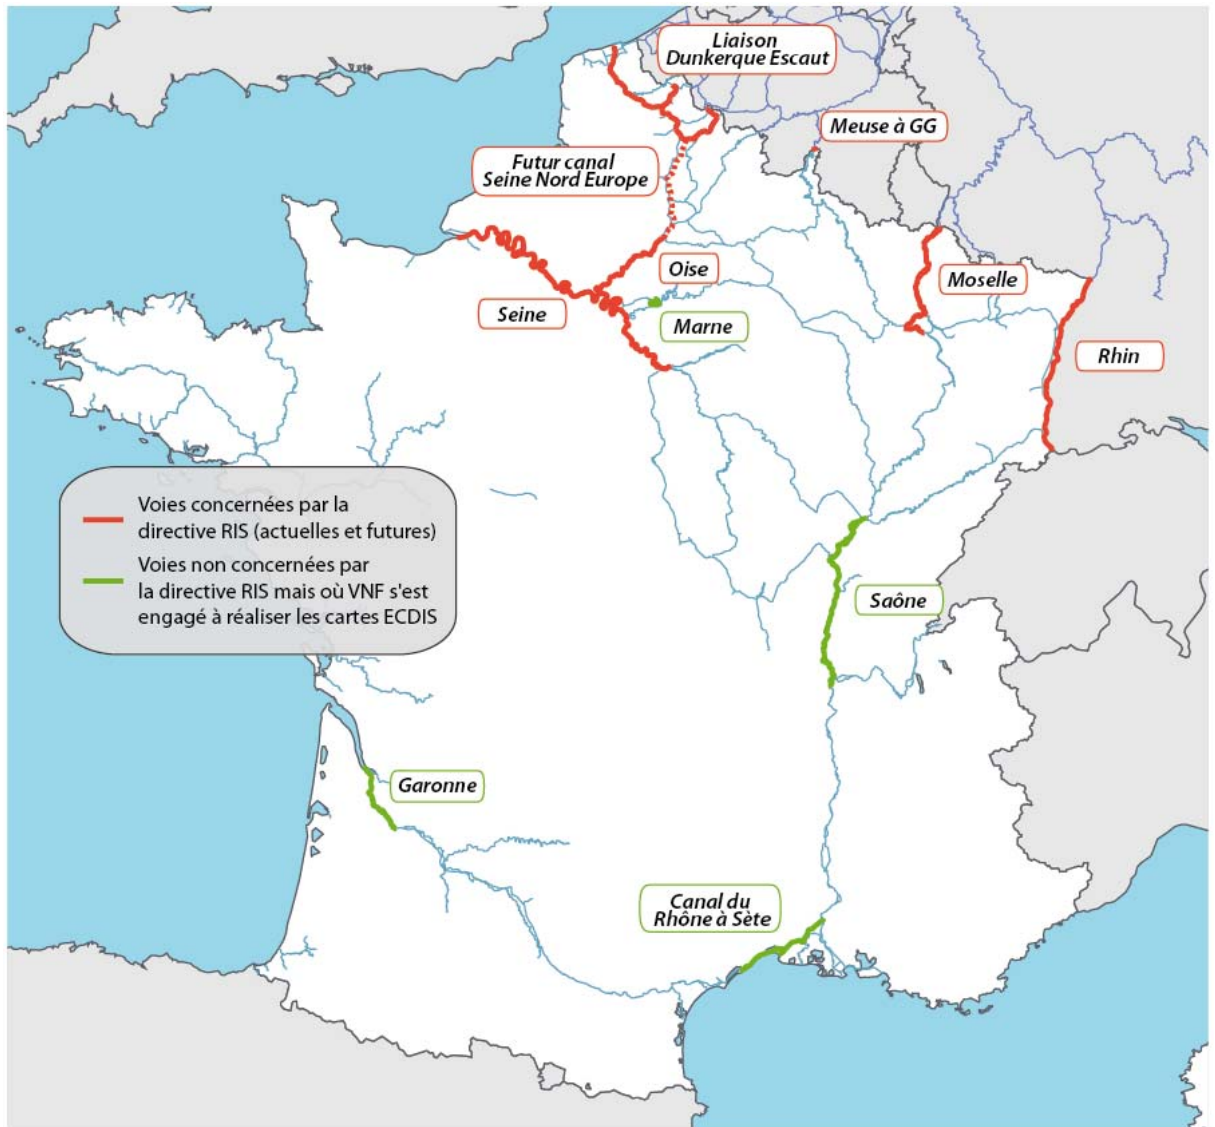 Liaison
Dunkerque Escaut
Meuse à GG
Futur canal
Seine Nord Europe
Oise
Moselle
Seine
Marne
Rhin
Voies concernées par la
directive RIS (actuelles et futures)
Voies non concernées par
la directive RIS mais où VNF s'est
engagé à réaliser les cartes ECDIS
Saône
Garonne
Canal du
Rhône à Sète